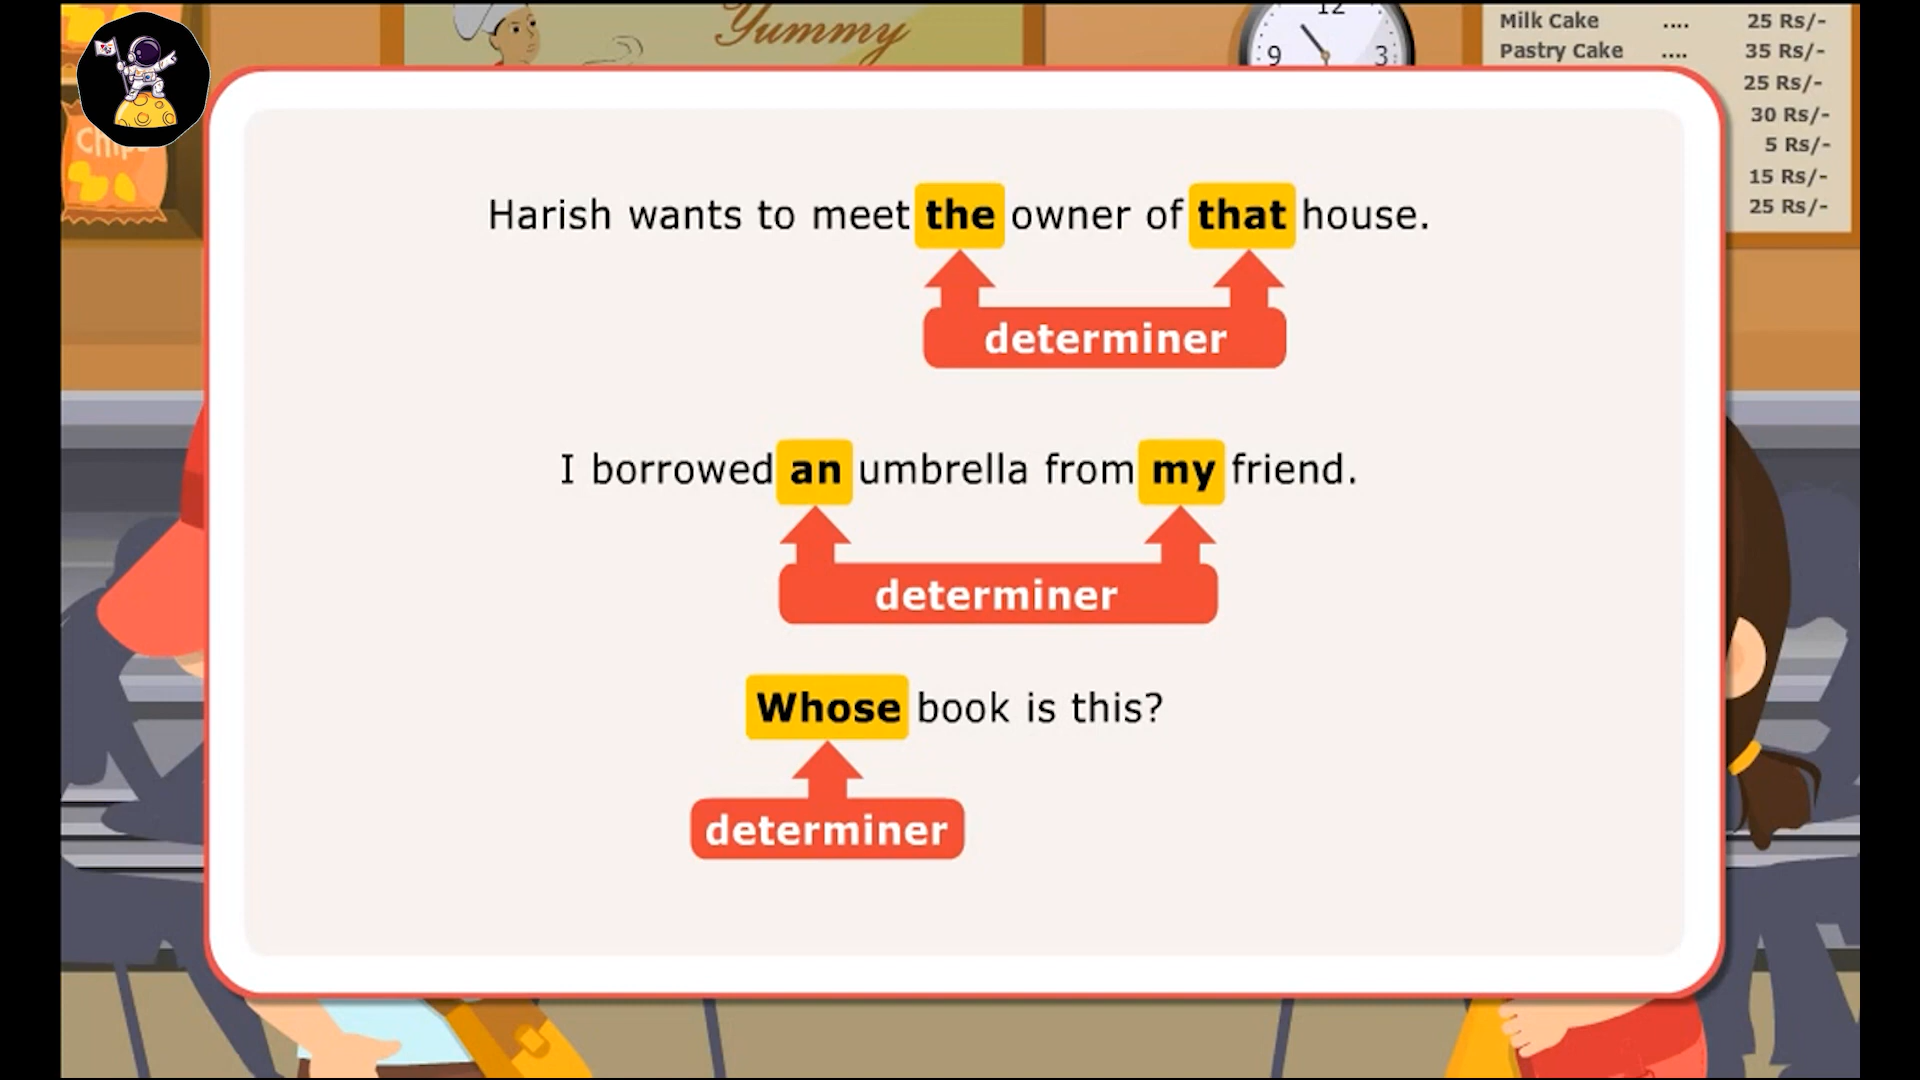 Yummy
12
9
3
Milk Cake .... 25 Rs/-
Pastry Cake .... 35 Rs/-
25 Rs/-
30 Rs/-
5 Rs/-
15 Rs/-
25 Rs/-
Chips
Harish wants to meet the owner of that house.
determiner
I borrowed an umbrella from my friend.
determiner
Whose book is this?
determiner